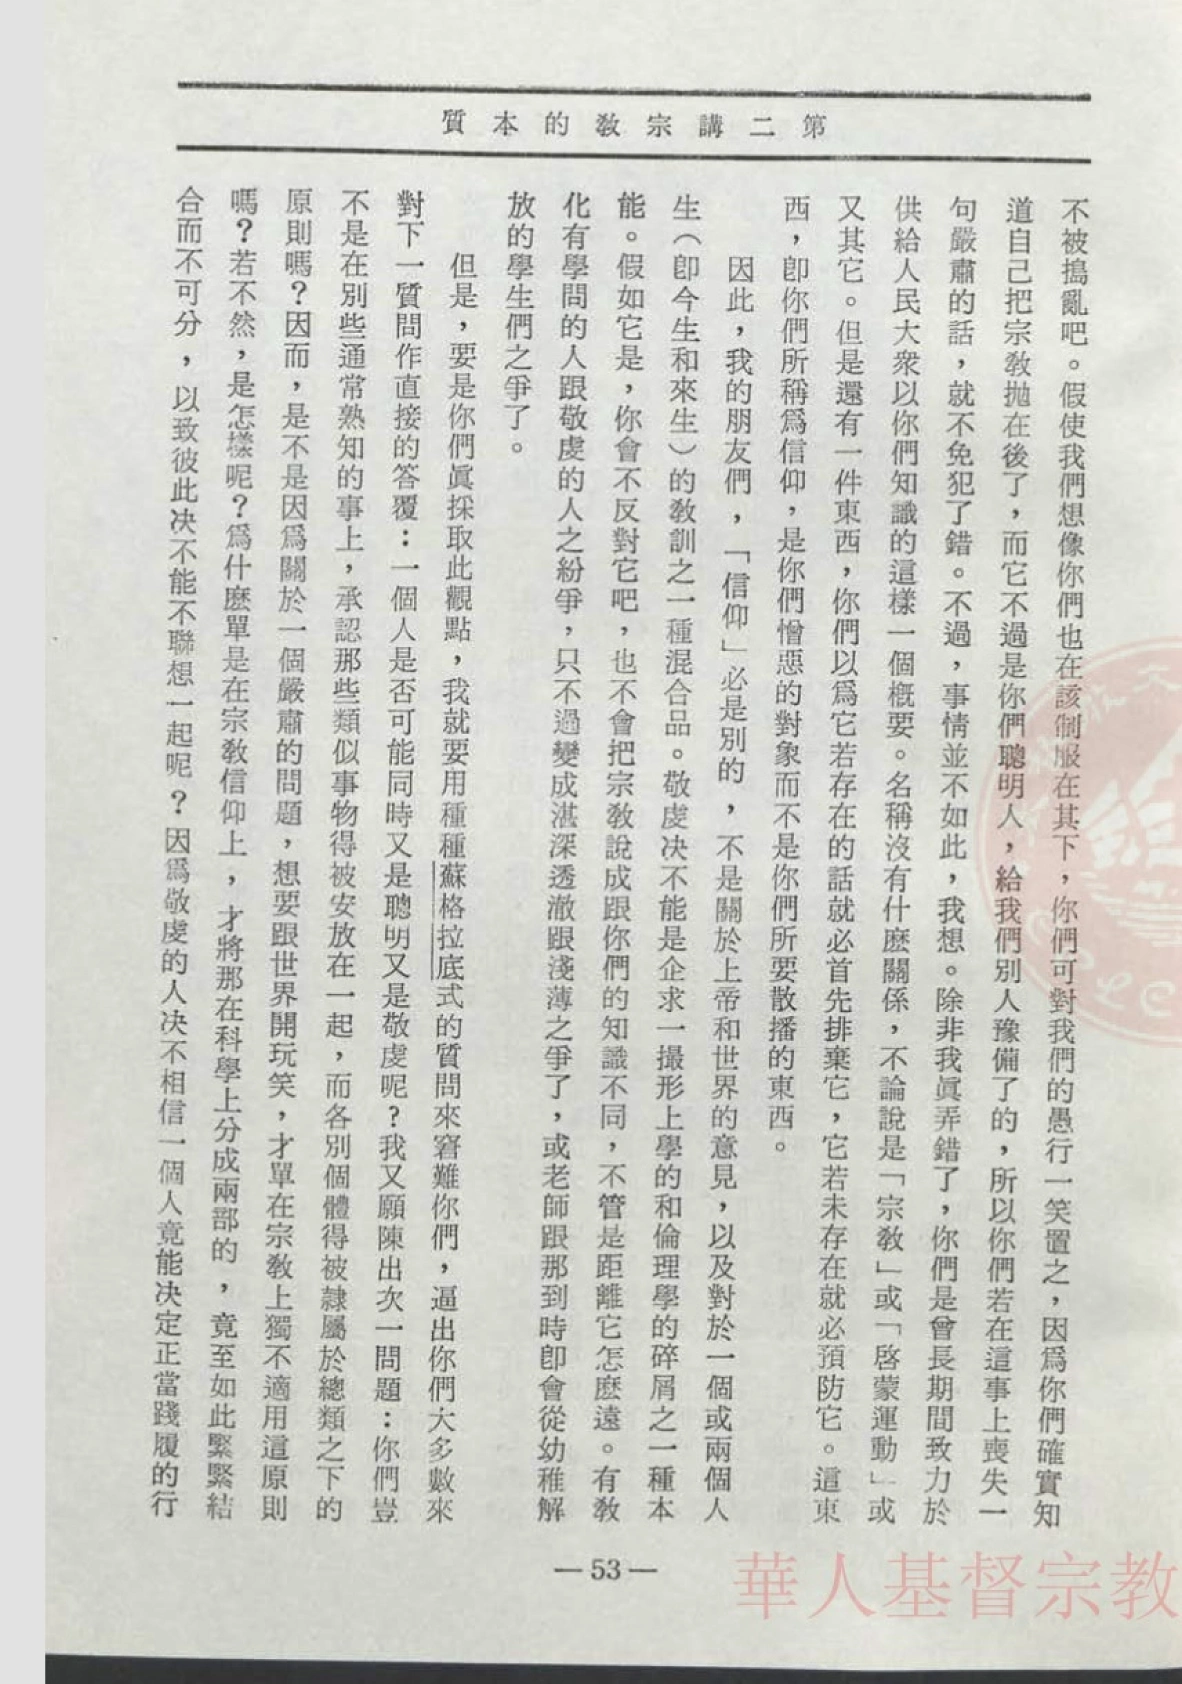 第二講宗教的本質
不被搗亂吧。假使我們想像你們也在該制服在其下，你們可對我們的愚行一笑置之，因爲你們確實知
道自己把宗教拋在後了，而它不過是你們聰明人，給我們別人豫備了的，所以你們若在這事上喪失一
句嚴肅的話，就不免犯了錯。不過，事情並不如此，我想。除非我眞弄錯了，你們是曾長期間致力於
供給人民大衆以你們知識的這樣一個概要。名稱沒有什麽關係，不論說是「宗教」或「啓蒙運動」或
又其它。但是還有一件東西，你們以爲它若存在的話就必首先排棄它，它若未存在就必預防它。這東
西，卽你們所稱爲信仰，是你們憎惡的對象而不是你們所要散播的東西。
因此，我的朋友們，「信仰」必是別的，不是關於上帝和世界的意見，以及對於一個或兩個人
生（卽今生和來生）的教訓之一種混合品。敬虔决不能是企求一撮形上學的和倫理學的碎屑之一種本
能。假如它是，你會不反對它吧，也不會把宗教說成跟你們的知識不同，不管是距離它怎麽遠。有教
化有學問的人跟敬虔的人之紛爭，只不過變成湛深透澈跟淺薄之爭了，或老師跟那到時卽會從幼稚解
放的學生們之爭了。
但是，要是你們眞採取此觀點，我就要用種種蘇格拉底式的質問來窘難你們，逼出你們大多數來
對下一質問作直接的答覆：一個人是否可能同時又是聰明又是敬虔呢？我又願陳出次一問題：你們豈
不是在別些通常熟知的事上，承認那些類似事物得被安放在一起，而各別個體得被隸屬於總類之下的
原則嗎？因而，是不是因爲關於一個嚴肅的問題，想要跟世界開玩笑，才單在宗教上獨不適用這原則
嗎？若不然，是怎樣呢？爲什麽單是在宗教信仰上，才將那在科學上分成兩部的，竟至如此緊緊結
合而不可分，以致彼此决不能不聯想一起呢？因爲敬虔的人决不相信一個人竟能决定正當踐履的行
—53—
華人基督宗教